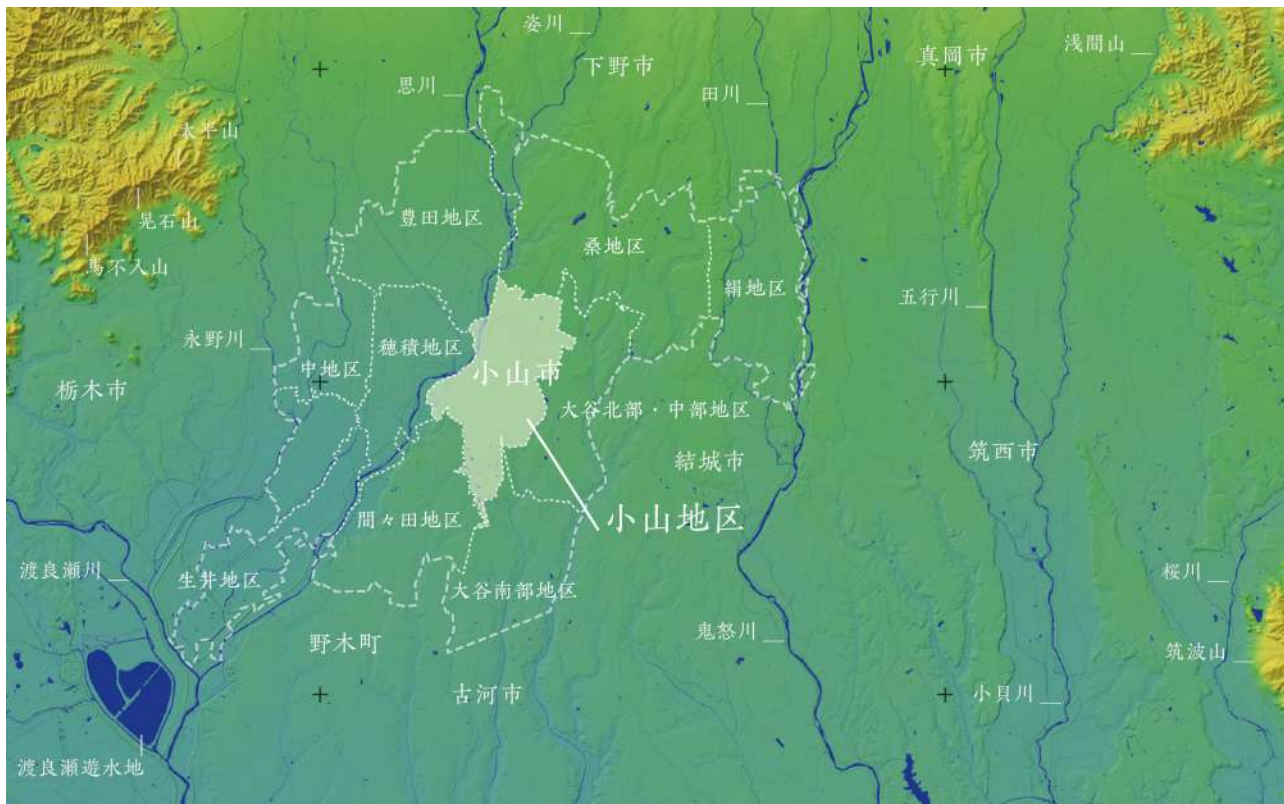 姿川
下野市
真岡市
浅間山
思川
田川
太平山
晃石山
馬不入山
豊田地区
桑地区
絹地区
五行川
永野川
穂積地区
中地区
小山市
栃木市
大谷北部・中部地区
結城市
筑西市
小山地区
間々田地区
渡良瀬川
生井地区
大谷南部地区
桜川
野木町
鬼怒川
筑波山
古河市
小貝川
渡良瀬遊水地